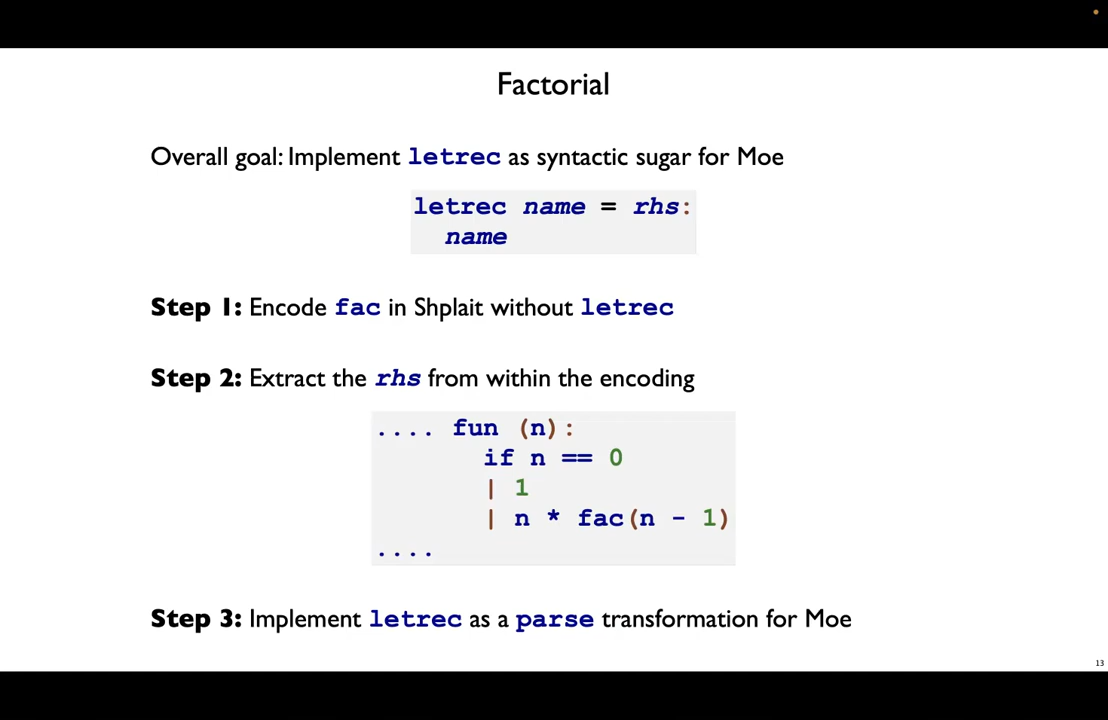 Factorial
Overall goal: Implement letrec as syntactic sugar for Moe
letrec name = rhs:
name
Step 1: Encode fac in Shplait without letrec
Step 2: Extract the rhs from within the encoding
.... fun (n):
if n == 0
| 1
| n * fac(n - 1)
....
Step 3: Implement letrec as a parse transformation for Moe
13